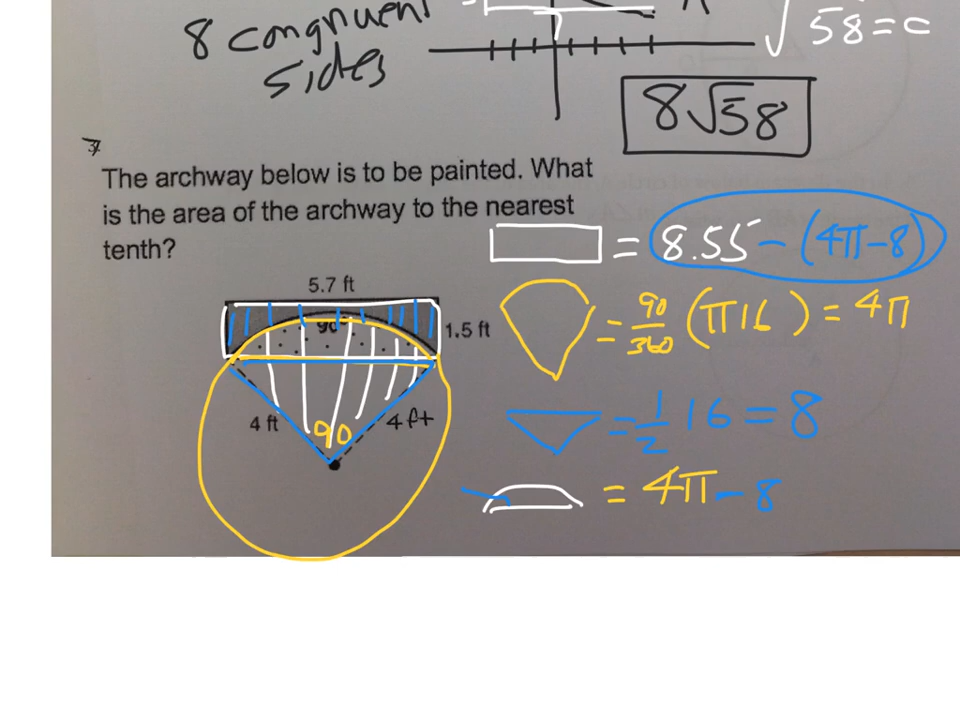 8 congruent
sides
√58 = c
8√58
3.
The archway below is to be painted. What
is the area of the archway to the nearest
tenth?
= 8.55 - (4π-8)
5.7 ft
90°
1.5 ft
= 90/360 (π16) = 4π
4 ft
90
4 ft
= 1/2 16 = 8
= 4π - 8